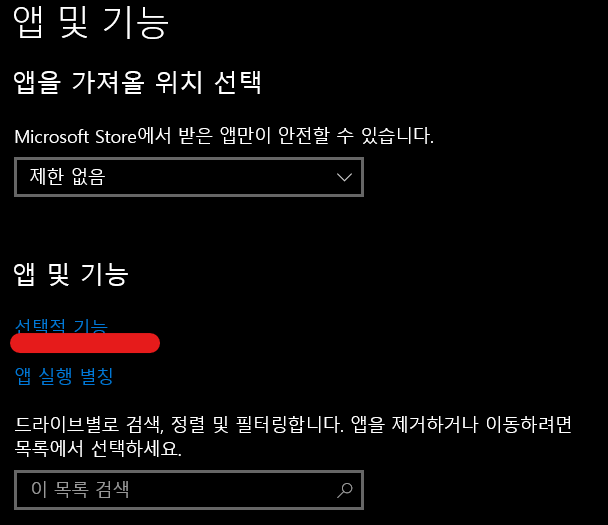 앱 및 기능
앱을 가져올 위치 선택
Microsoft Store에서 받은 앱만이 안전할 수 있습니다.
제한 없음
앱 및 기능
선택적 기능
앱 실행 별칭
드라이브별로 검색, 정렬 및 필터링합니다. 앱을 제거하거나 이동하려면
목록에서 선택하세요.
이 목록 검색